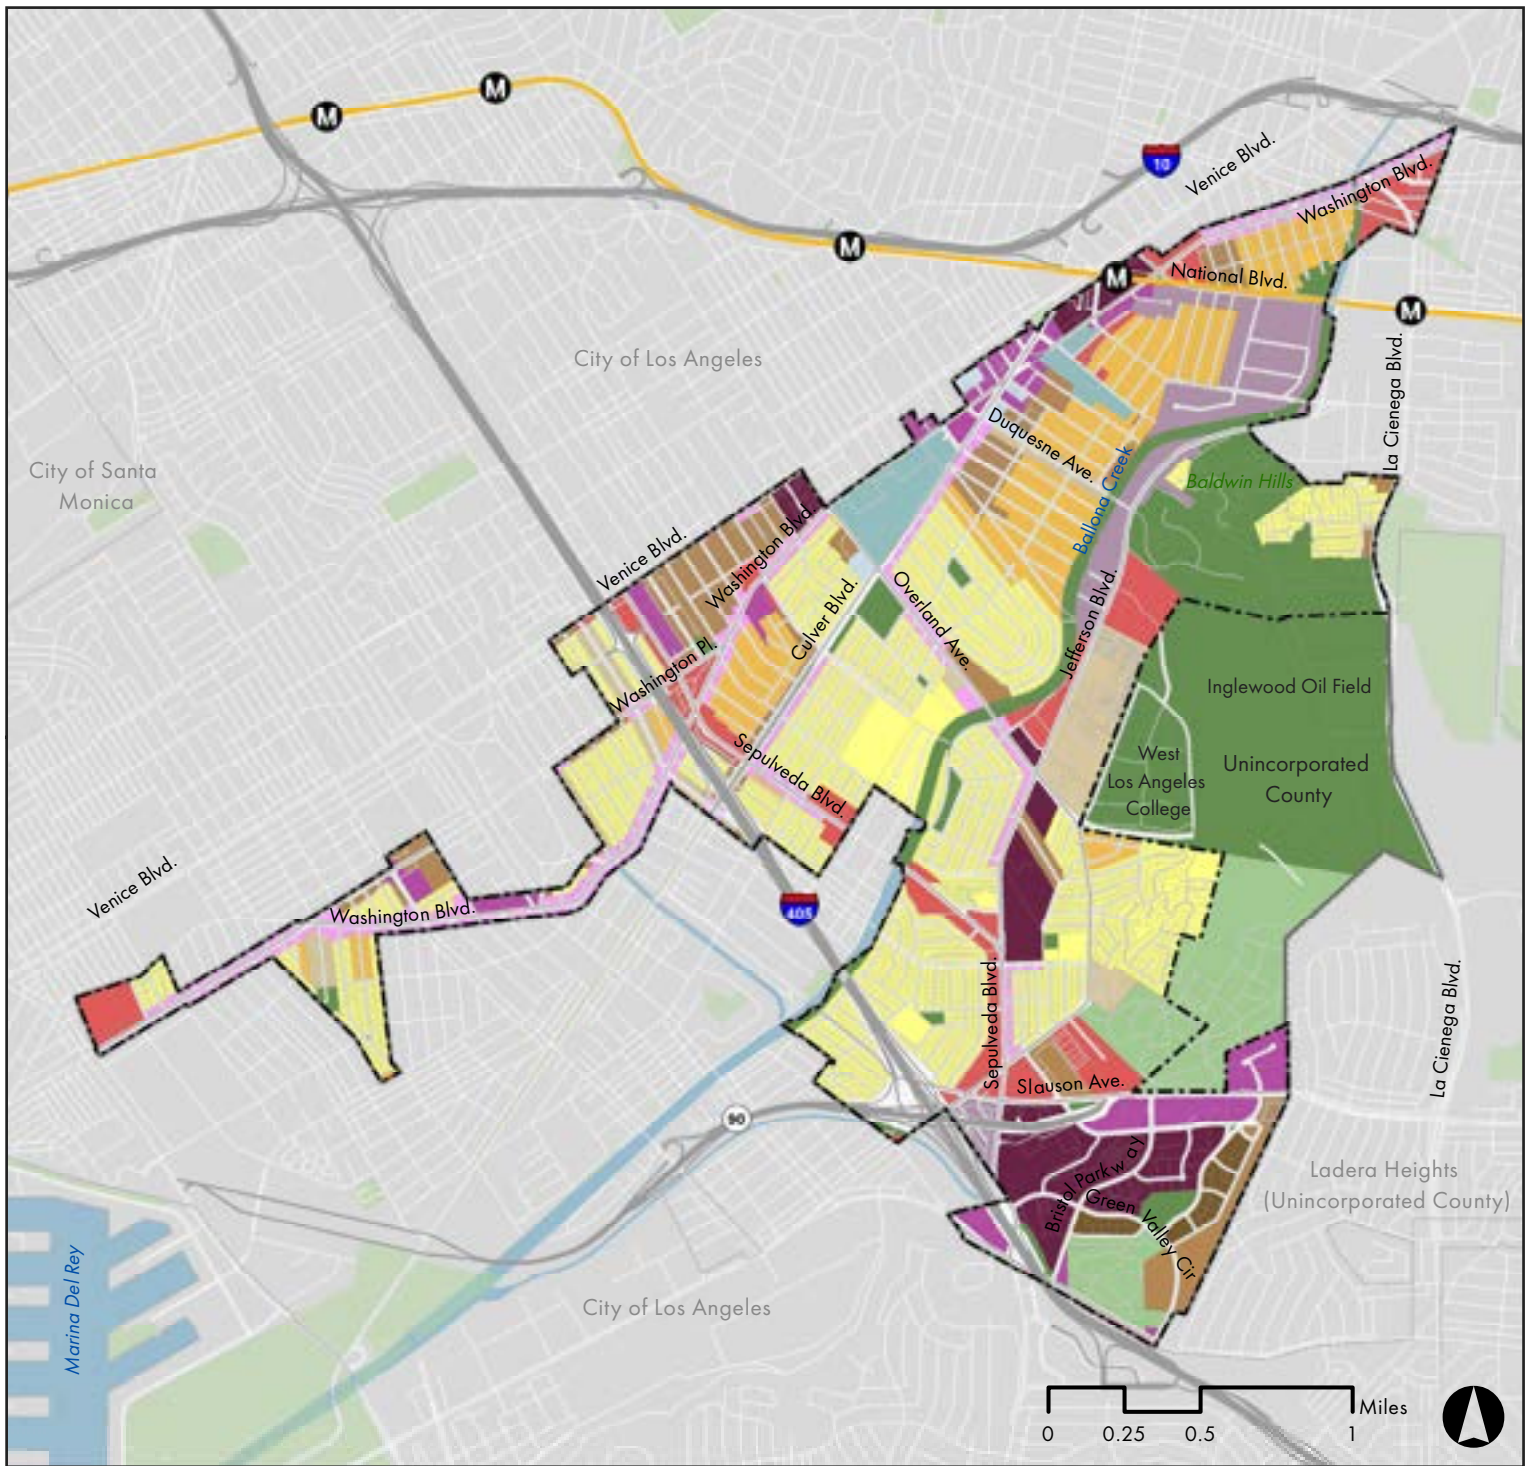 M
M
10
Venice Blvd.
Washington Blvd.
M
M
National Blvd.
M
City of Los Angeles
La Cienega Blvd.
City of Santa
Monica
Duquesne Ave.
Ballona Creek
Baldwin Hills
Venice Blvd.
Washington Blvd.
Culver Blvd.
Overland Ave.
Jefferson Blvd.
Washington Pl.
Inglewood Oil Field
West
Los Angeles
College
Unincorporated
County
Sepulveda Blvd.
Venice Blvd.
Washington Blvd.
405
Sepulveda Blvd.
La Cienega Blvd.
Slauson Ave.
90
Bristol Parkway
Green Valley Cir
Ladera Heights
(Unincorporated County)
Marina Del Rey
City of Los Angeles
Miles
0 0.25 0.5 1